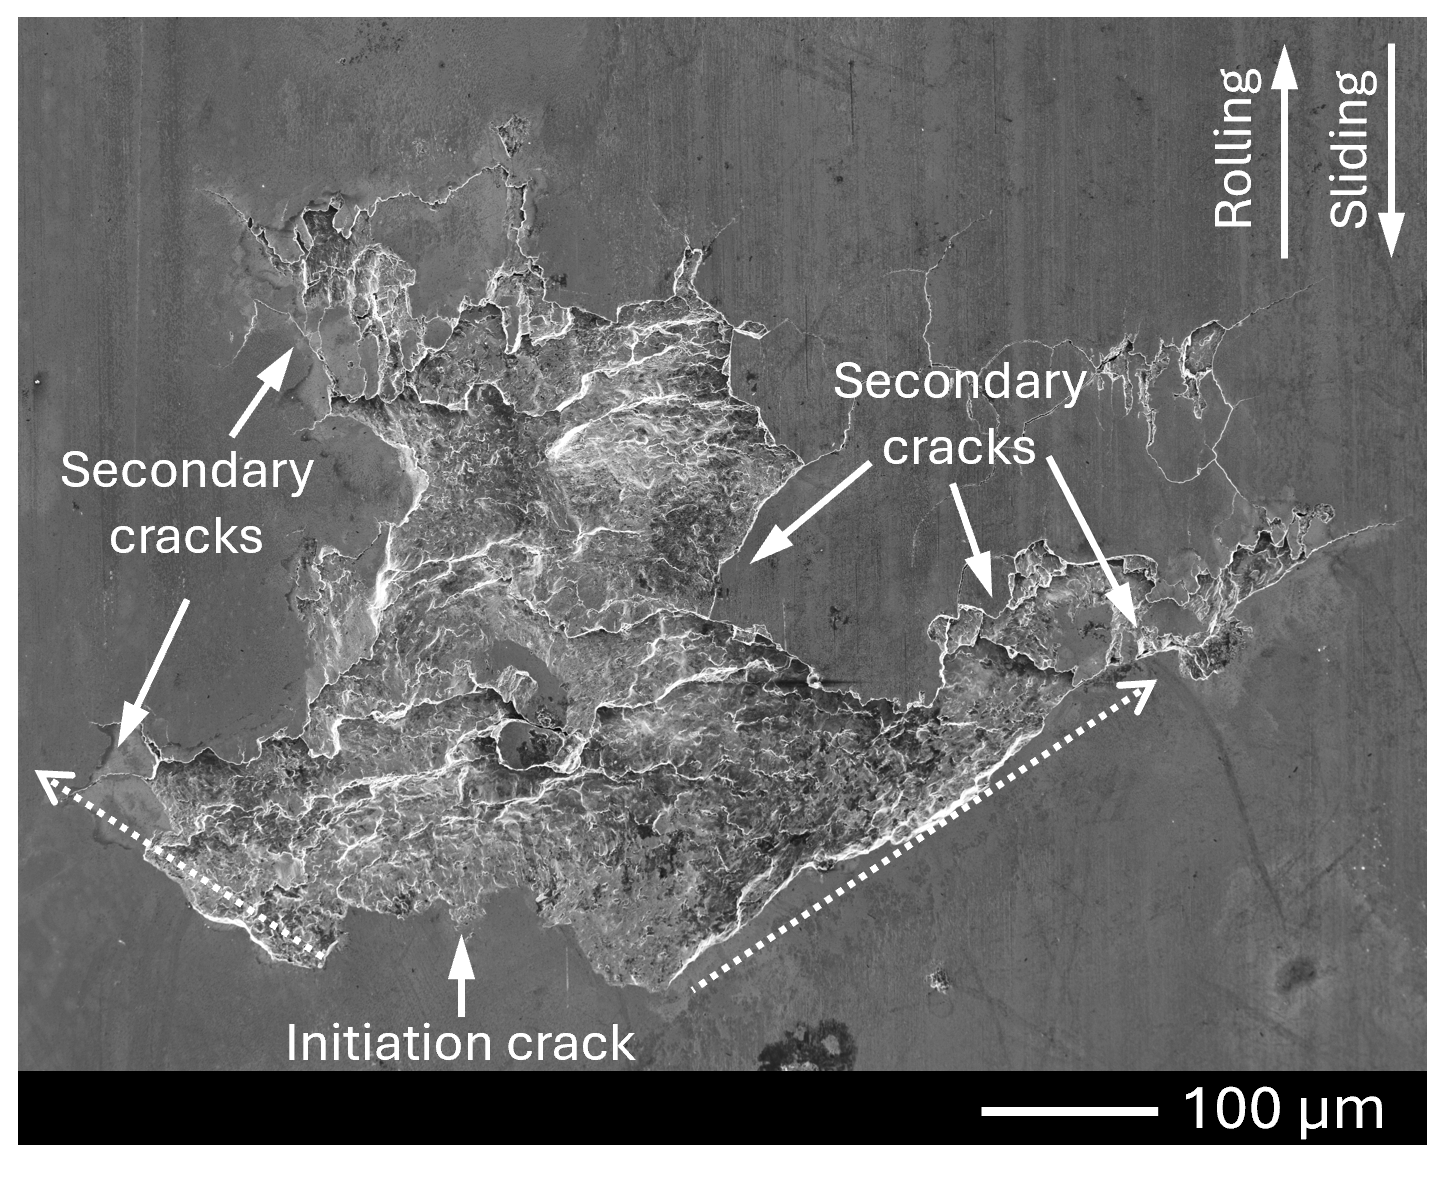 Rolling
Sliding
Secondary
cracks
Secondary
cracks
Initiation crack
100 µm